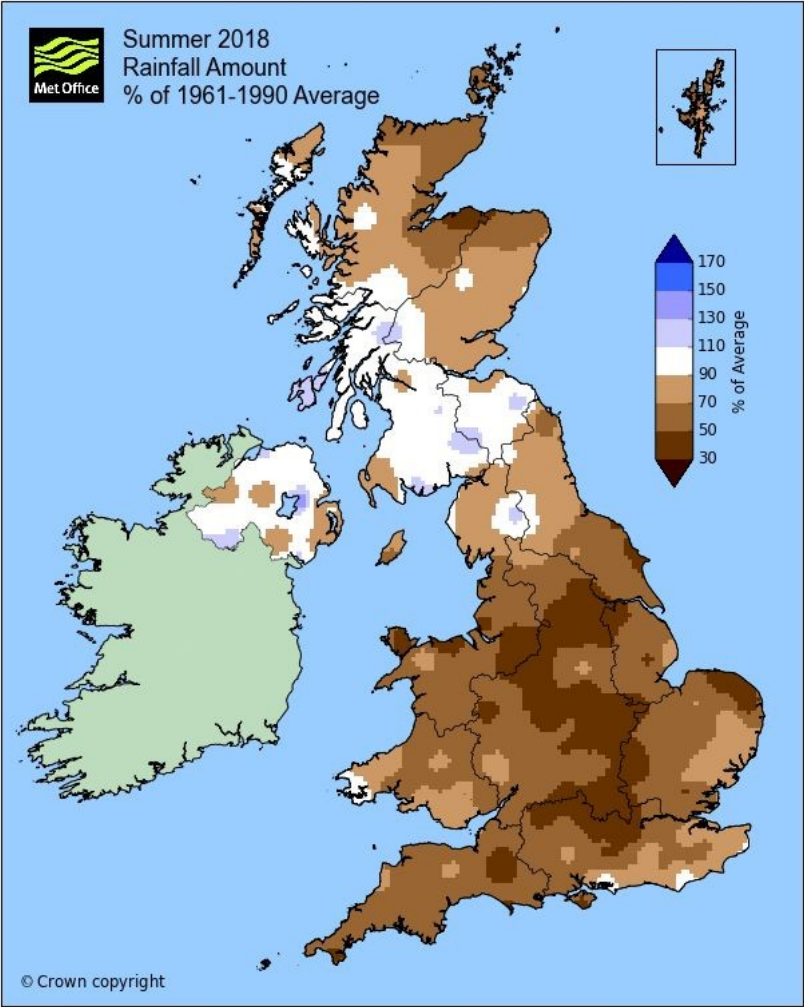 Summer 2018
Rainfall Amount
% of 1961-1990 Average
Met Office
170
150
130
110
90
70
50
30
% of Average
© Crown copyright